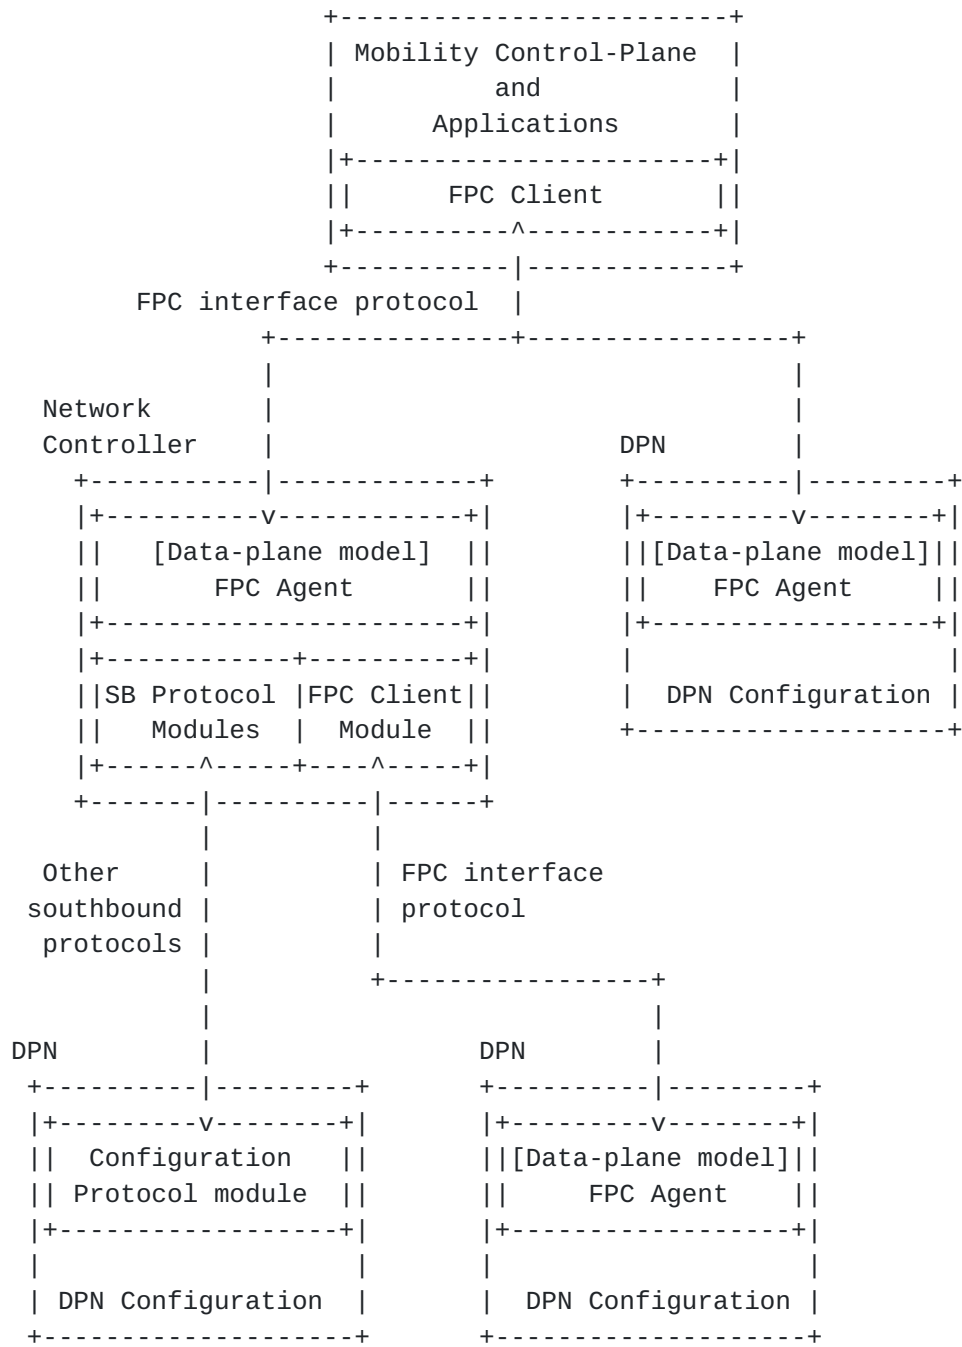 Mobility Control-Plane
and
Applications
FPC Client
FPC interface protocol
Network
Controller
DPN
[Data-plane model]
FPC Agent
[Data-plane model]
FPC Agent
SB Protocol
Modules
FPC Client
Module
DPN Configuration
Other
southbound
protocols
FPC interface
protocol
DPN
DPN
Configuration
Protocol module
[Data-plane model]
FPC Agent
DPN Configuration
DPN Configuration